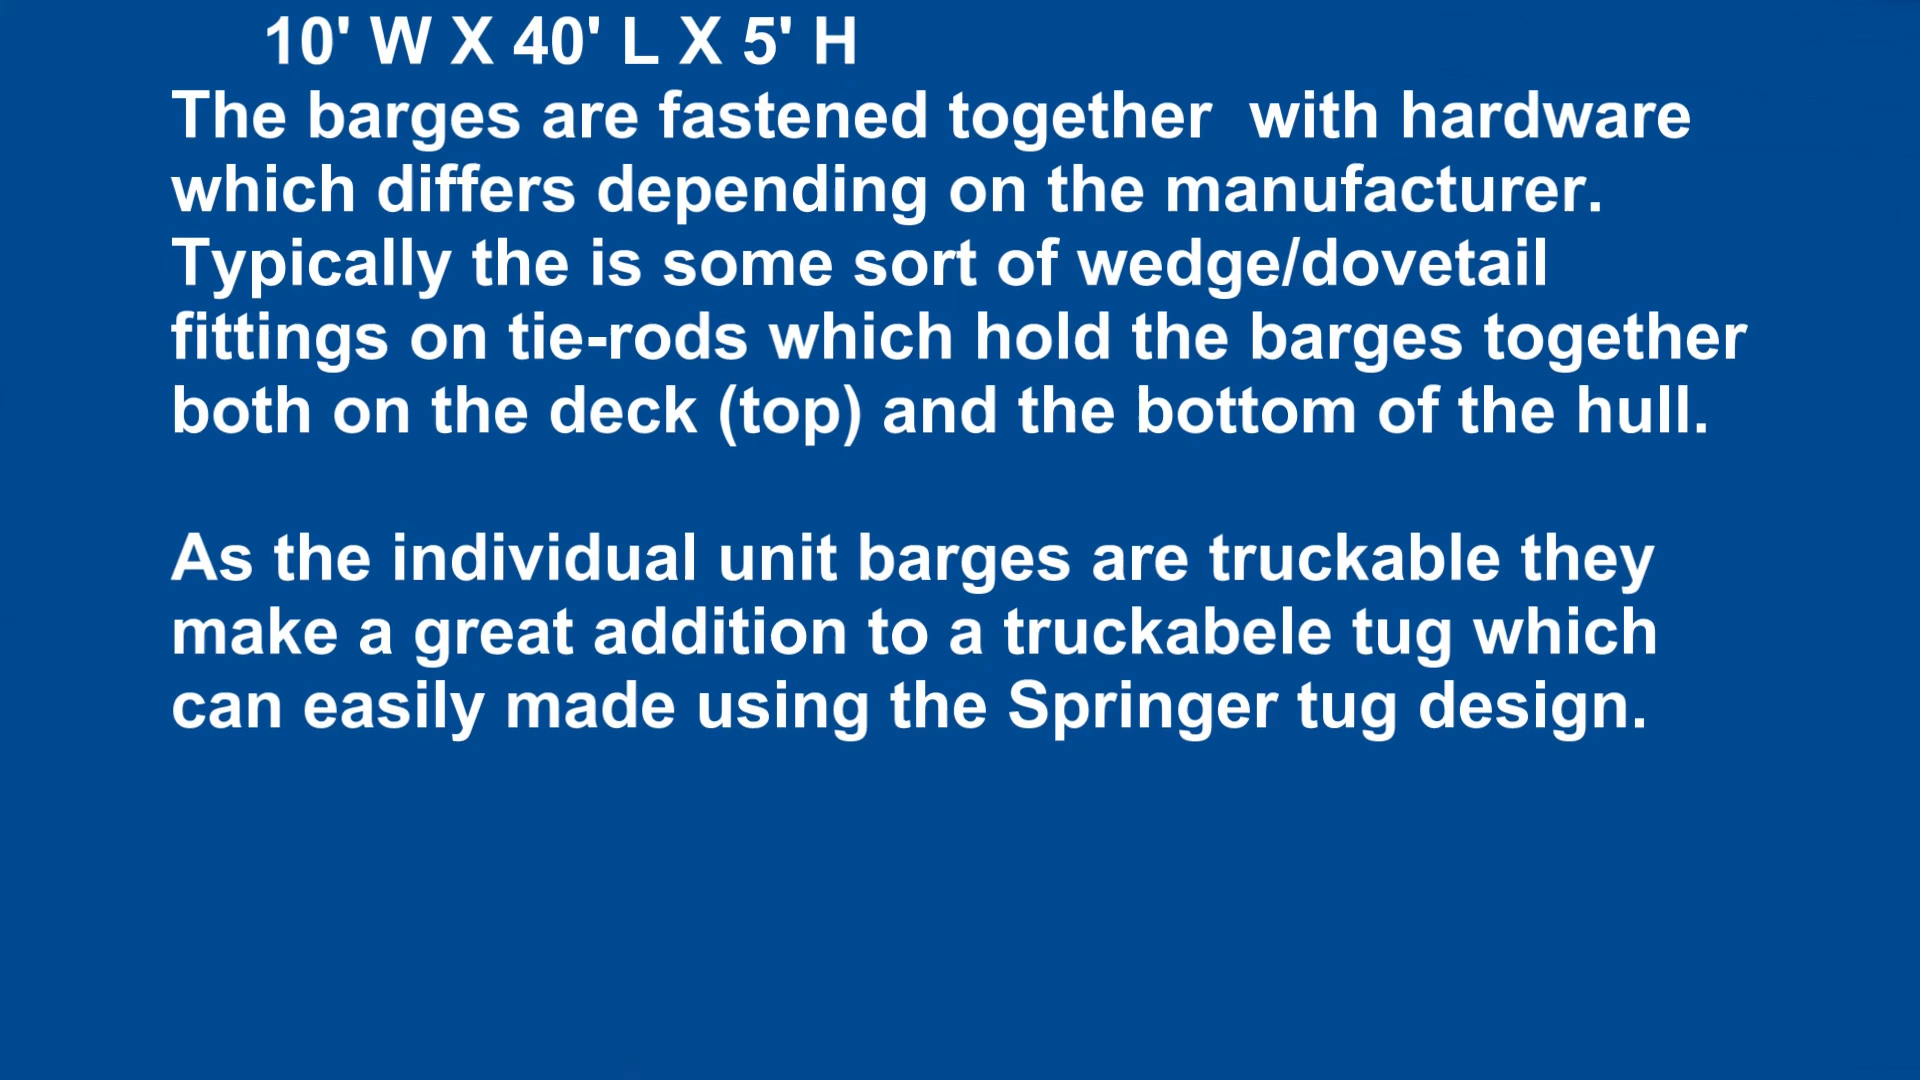 10' W X 40' L X 5' H
The barges are fastened together  with hardware
which differs depending on the manufacturer.
Typically the is some sort of wedge/dovetail
fittings on tie-rods which hold the barges together
both on the deck (top) and the bottom of the hull.
As the individual unit barges are truckable they
make a great addition to a truckabele tug which
can easily made using the Springer tug design.